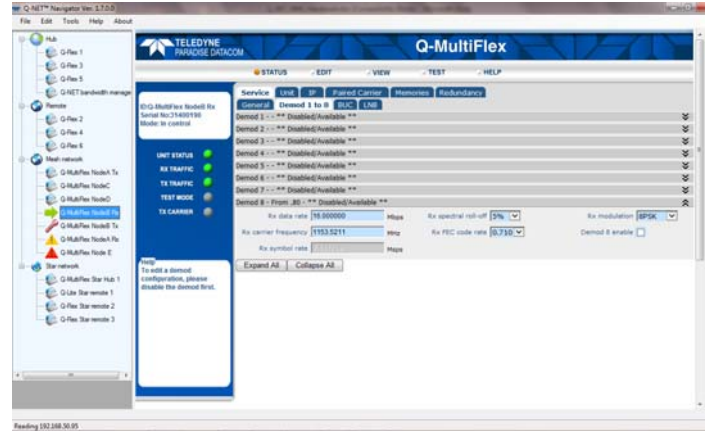 Q-NET™ Navigator Ver. 1.7.0.0
File Edit Tools Help About
Hub
Q-Flex 1
Q-Flex 3
Q-Flex 5
Q-NET bandwidth manage
Remote
Q-Flex 2
Q-Flex 4
Q-Flex 6
Mesh network
Q-MultiFlex NodeA Tx
Q-MultiFlex NodeC
Q-MultiFlex NodeD
Q-MultiFlex NodeB Rx
Q-MultiFlex NodeB Tx
Q-MultiFlex NodeA Rx
Q-MultiFlex Node E
Star network
Q-MultiFlex Star Hub 1
Q-Lite Star remote 1
Q-Flex Star remote 2
Q-Flex Star remote 3
TELEDYNE
PARADISE DATACOM
Q-MultiFlex
STATUS EDIT VIEW TEST HELP
ID:Q-MultiFlex NodeB Rx
Mode: In control
UNIT STATUS
RX TRAFFIC
TX TRAFFIC
TEST MODE
TX CARRIER
Help
To edit a demod
configuration, please
disable the demod first.
Service Unit IP Paired Carrier Memories Redundancy
General Demod 1 to 8 BUC LNB
Demod 1 - - ** Disabled/Available **
Demod 2 - - ** Disabled/Available **
Demod 3 - - ** Disabled/Available **
Demod 4 - - ** Disabled/Available **
Demod 5 - - ** Disabled/Available **
Demod 6 - - ** Disabled/Available **
Demod 7 - - ** Disabled/Available **
Demod 8 - From .80 - ** Disabled/Available **
Rx data rate 10.000000 Mbps Rx spectral roll-off 5% Rx modulation 8PSK
Rx carrier frequency 1153.5211 MHz Rx FEC code rate 0.710 Demod 8 enable
Rx symbol rate Msps
Expand All Collapse All
Reading 192.168.50.85